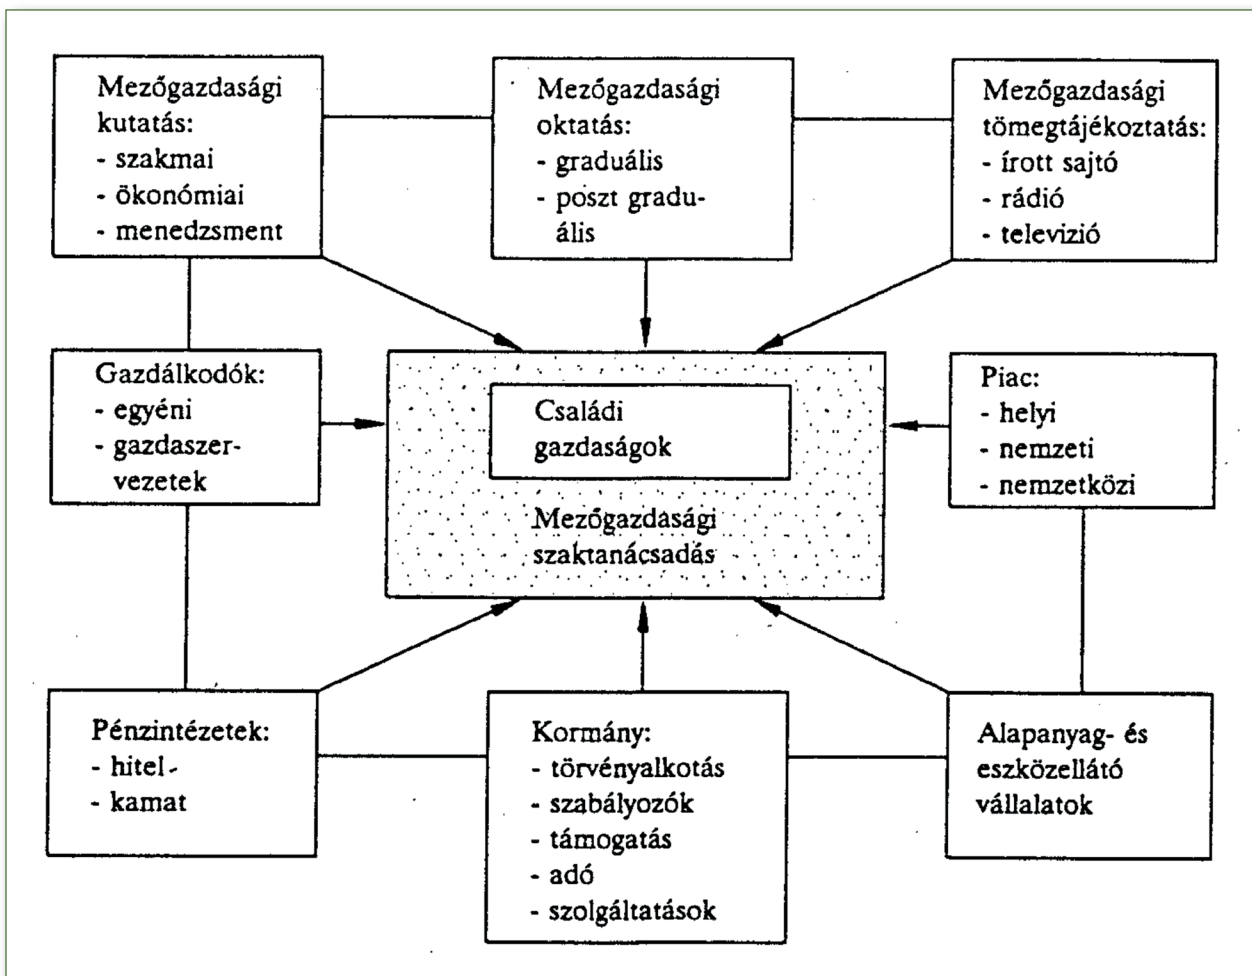 Mezőgazdasági
kutatás:
- szakmai
- ökonómiai
- menedzsment
Mezőgazdasági
oktatás:
- graduális
- poszt gradu-
ális
Mezőgazdasági
tömegtájékoztatás:
- írott sajtó
- rádió
- televizió
Gazdálkodók:
- egyéni
- gazdaszer-
vezetek
Családi
gazdaságok
Mezőgazdasági
szaktanácsadás
Piac:
- helyi
- nemzeti
- nemzetközi
Pénzintézetek:
- hitel
- kamat
Kormány:
- törvényalkotás
- szabályozók
- támogatás
- adó
- szolgáltatások
Alapanyag- és
eszközellátó
vállalatok